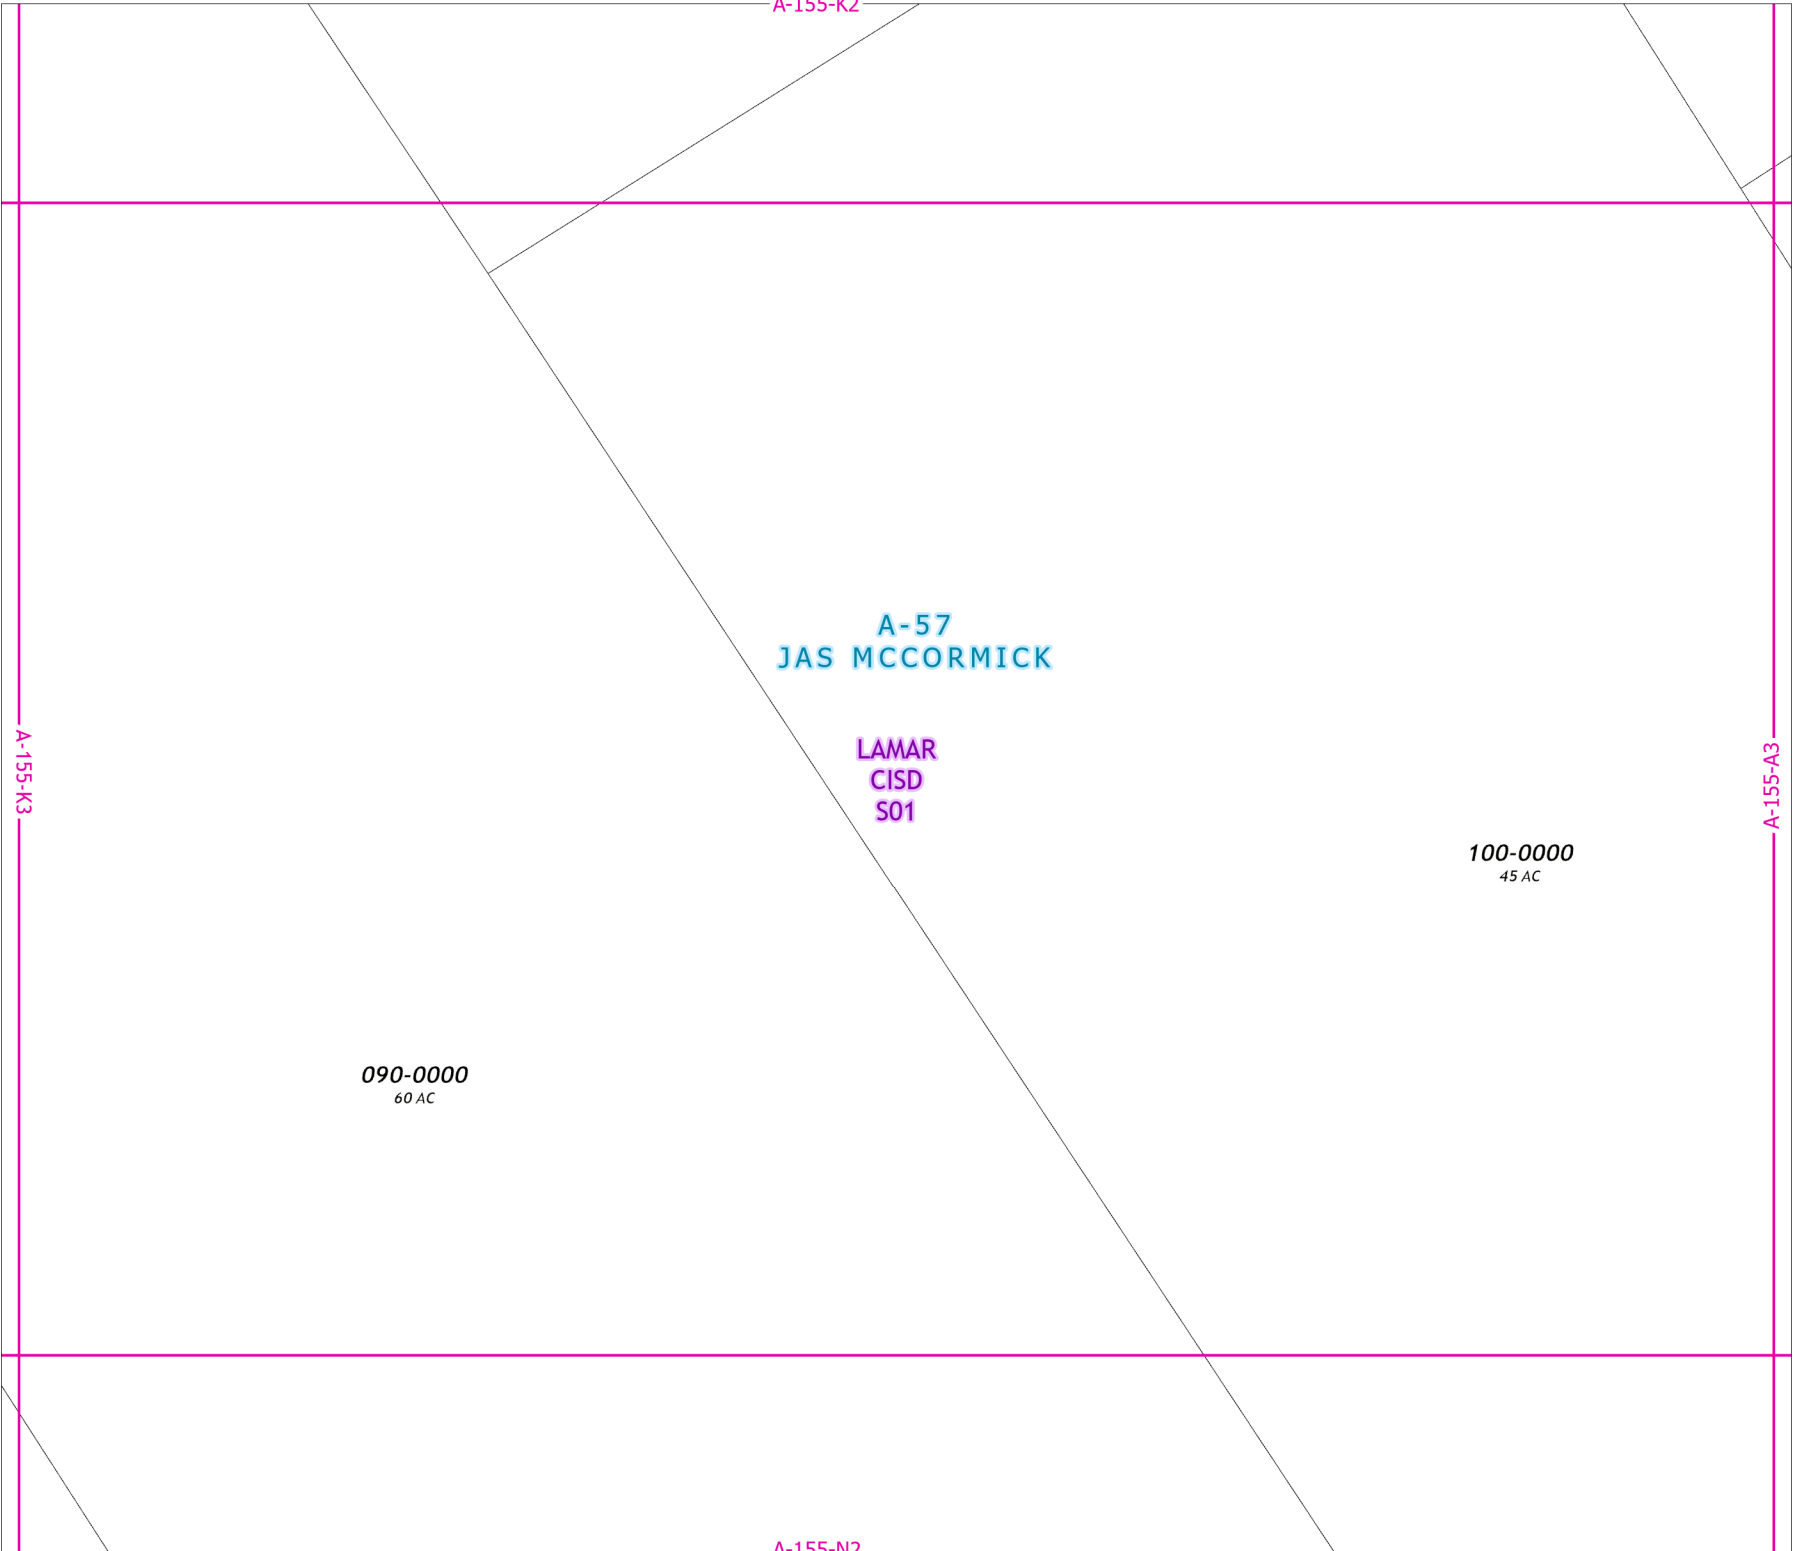 A-155-K2
A-57
JAS MCCORMICK
LAMAR
CISD
S01
A-155-K3
A-155-A3
100-0000
45 AC
090-0000
60 AC
A-155-N2